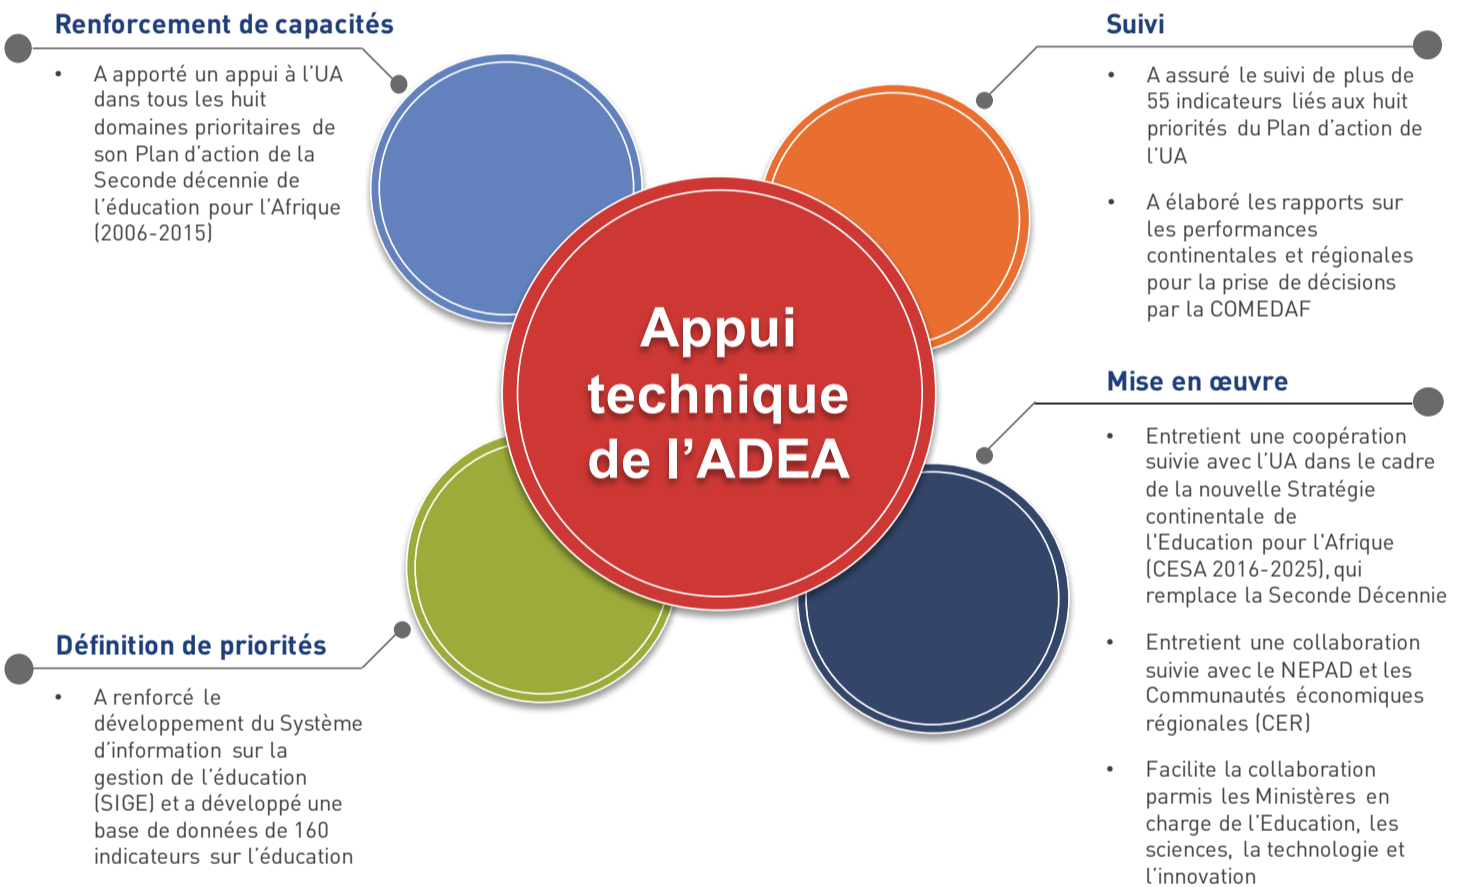 Renforcement de capacités
• A apporté un appui à l'UA
dans tous les huit
domaines prioritaires de
son Plan d'action de la
Seconde décennie de
l'éducation pour l'Afrique
(2006-2015)
Suivi
• A assuré le suivi de plus de
55 indicateurs liés aux huit
priorités du Plan d'action de
l'UA
• A élaboré les rapports sur
les performances
continentales et régionales
pour la prise de décisions
par la COMEDAF
Appui
technique
de l'ADEA
Définition de priorités
• A renforcé le
développement du Système
d'information sur la
gestion de l'éducation
(SIGE) et a développé une
base de données de 160
indicateurs sur l'éducation
Mise en œuvre
• Entretient une coopération
suivie avec l'UA dans le cadre
de la nouvelle Stratégie
continentale de
l'Education pour l'Afrique
(CESA 2016-2025), qui
remplace la Seconde Décennie
• Entretient une collaboration
suivie avec le NEPAD et les
Communautés économiques
régionales (CER)
• Facilite la collaboration
parmis les Ministères en
charge de l'Education, les
sciences, la technologie et
l'innovation